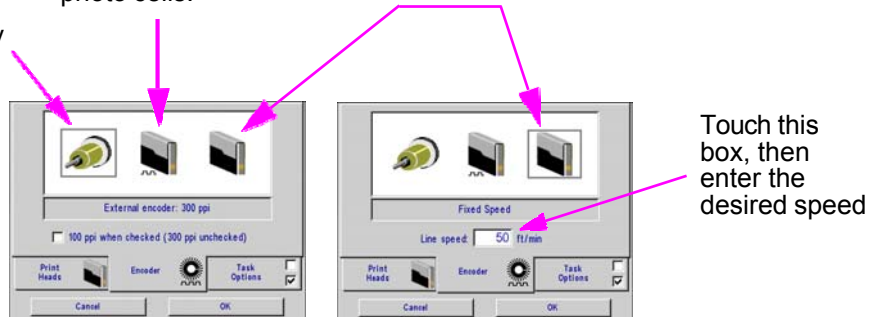 photo cells.
Touch this
box, then
enter the
desired speed
External encoder: 300 ppi
100 ppi when checked (300 ppi unchecked)
Print
Heads
Encoder
Task
Options
Cancel
OK
Fixed Speed
Line speed: 50 ft/min
Print
Heads
Encoder
Task
Options
Cancel
OK